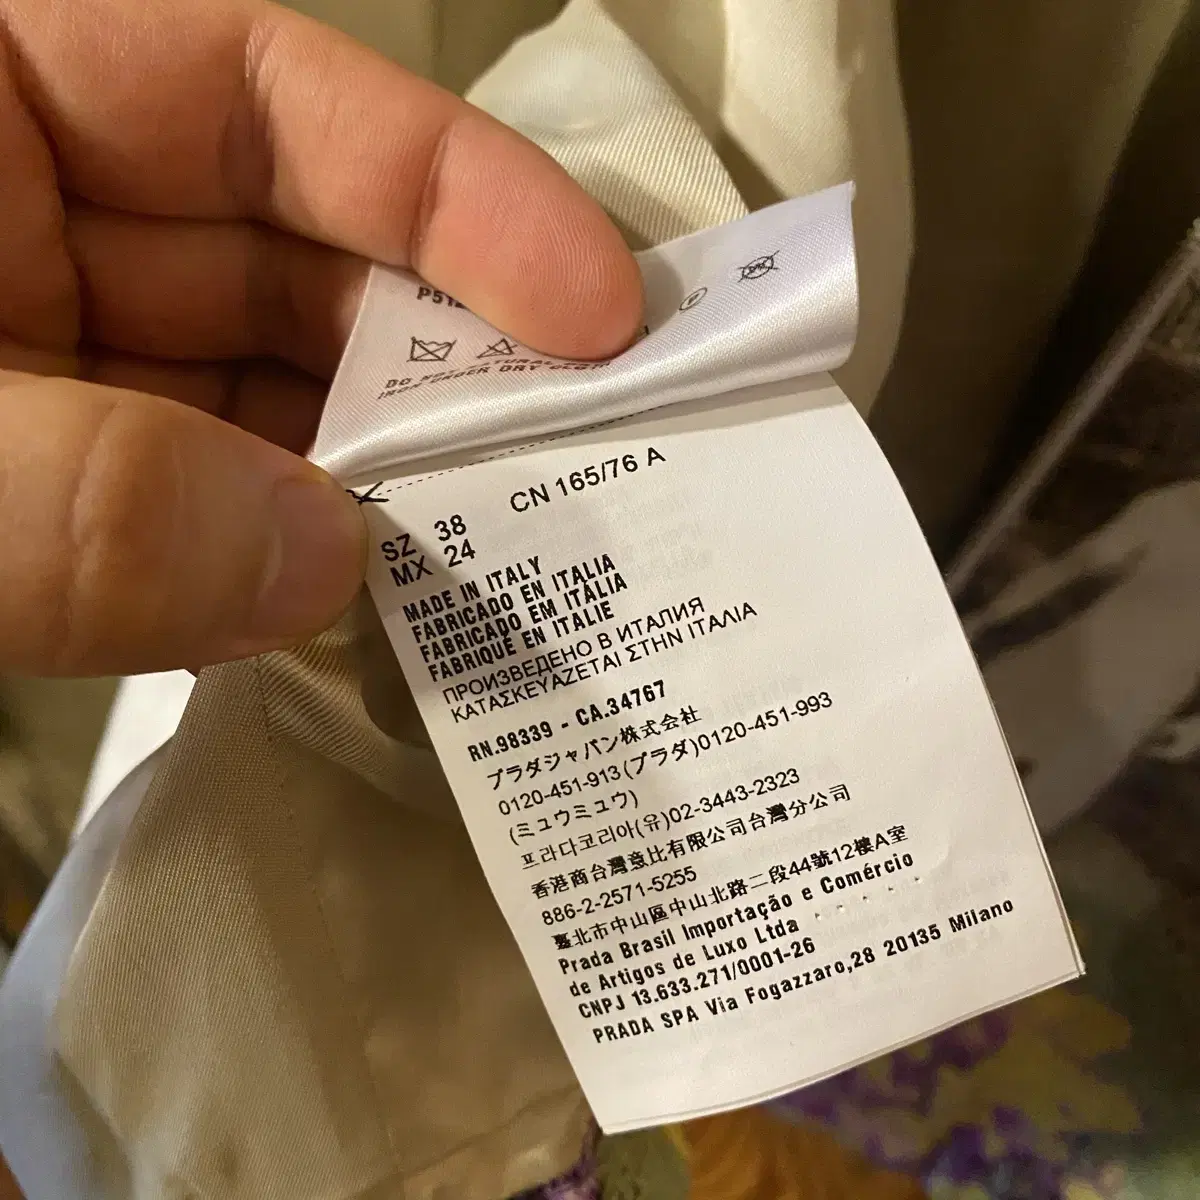 CN 165/76 A
SZ 38
MX 24
MADE IN ITALY
FABRICADO EN ITALIA
FABRICADO EM ITÁLIA
FABRIQUÉ EN ITALIE
ПРОИЗВЕДЕНО В ИТАЛИЯ
ΚΑΤΑΣΚΕΥΑΖΕΤΑΙ ΣΤΗΝ ΙΤΑΛΙΑ
RN.98339 - CA.34767
プラダジャパン株式会社
0120-451-913(プラダ)0120-451-993
(ミュウミュウ)
프라다코리아(유)02-3443-2323
香港商台灣意比有限公司台灣分公司
886-2-2571-5255
臺北市中山區中山北路二段44號12樓A室
Prada Brasil Importação e Comércio
de Artigos de Luxo Ltda
CNPJ 13.633.271/0001-26
PRADA SPA Via Fogazzaro,28 20135 Milano